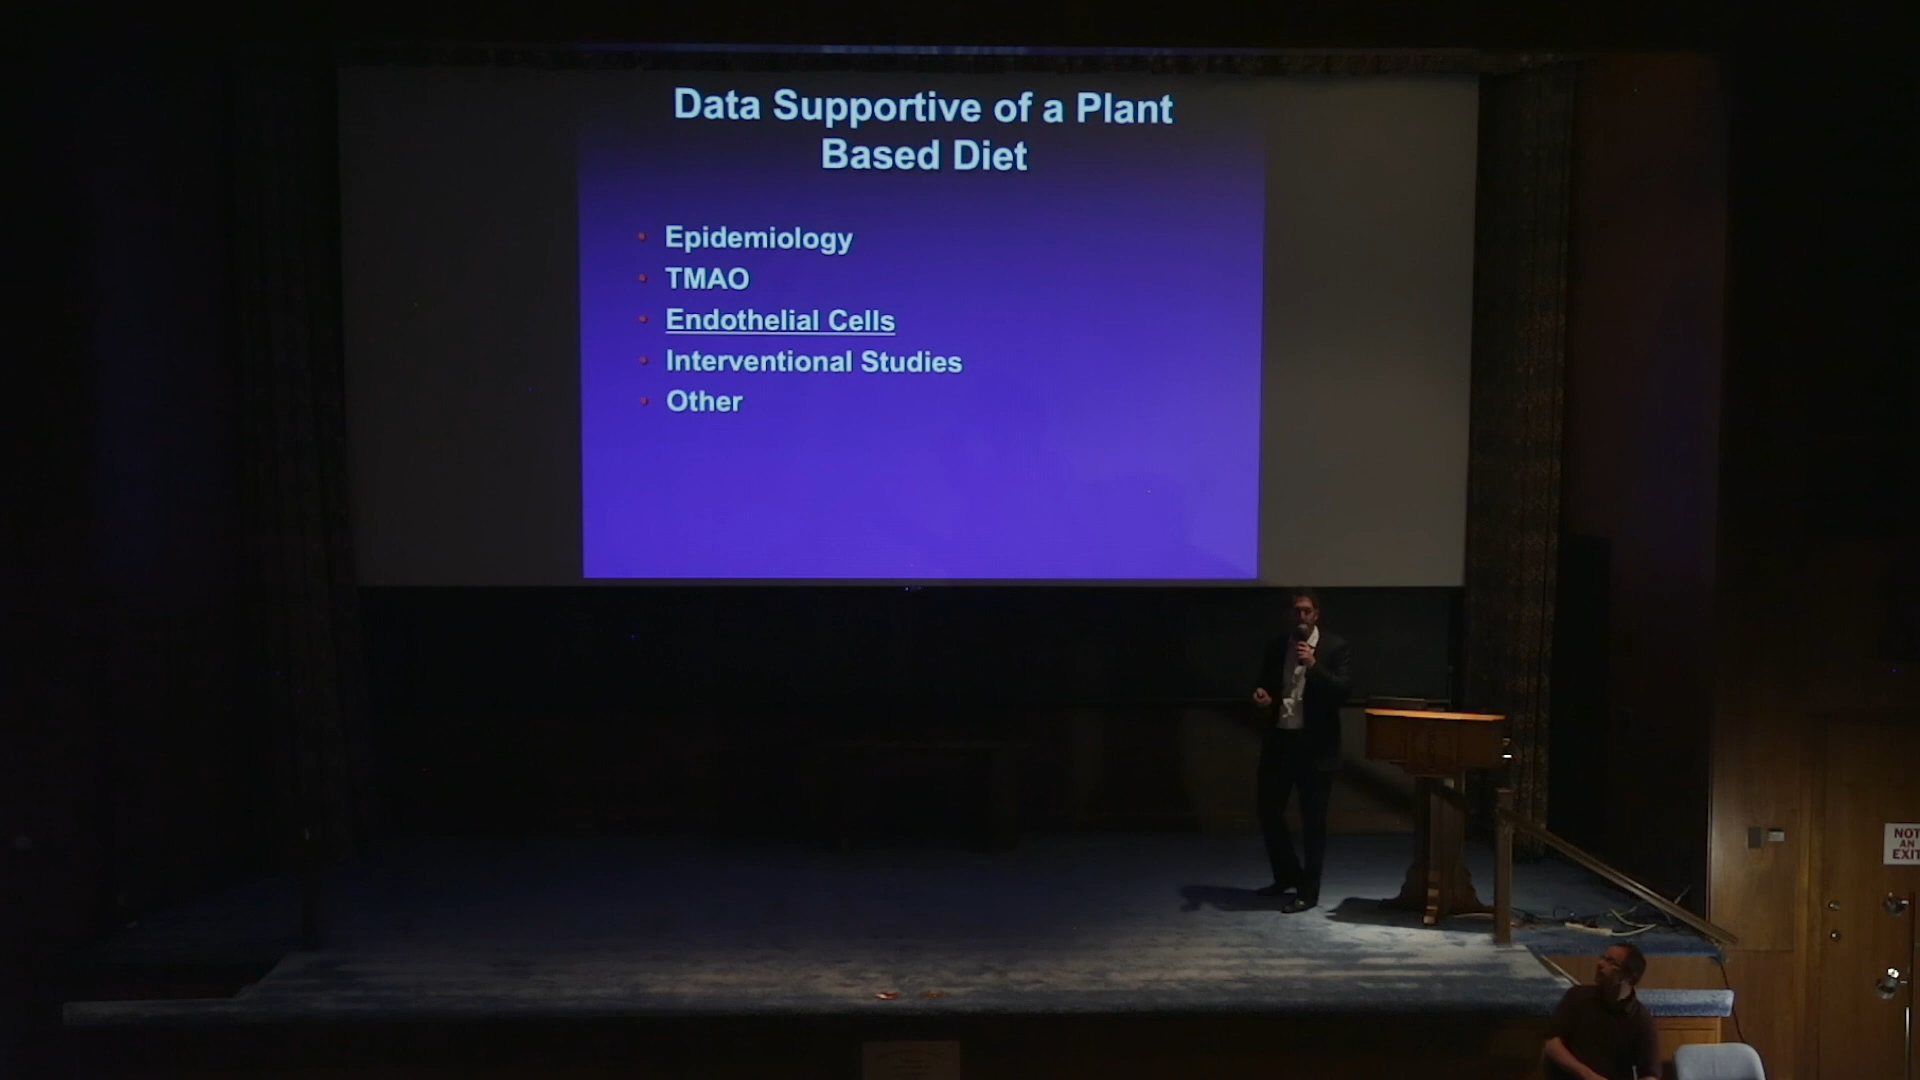 Data Supportive of a Plant
Based Diet
Epidemiology
TMAO
Endothelial Cells
Interventional Studies
Other
NOT
AN
EXIT